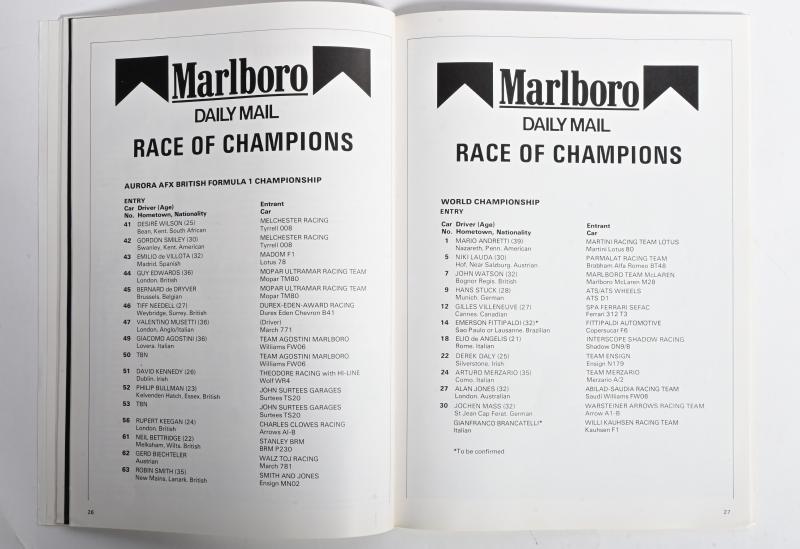 Marlboro
DAILY MAIL
RACE OF CHAMPIONS
AURORA AFX BRITISH FORMULA 1 CHAMPIONSHIP
ENTRY
Car Driver (Age) Entrant
No. Hometown, Nationality Car
41 DESIRÉ WILSON (25) MELCHESTER RACING
Bean, Kent. South African Tyrrell 008
42 GORDON SMILEY (30) MELCHESTER RACING
Swanley, Kent. American Tyrrell 008
43 EMILIO de VILLOTA (32) MADOM F1
Madrid. Spanish Lotus 78
44 GUY EDWARDS (36) MOPAR ULTRAMAR RACING TEAM
London. British Mopar TM80
45 BERNARD de DRYVER MOPAR ULTRAMAR RACING TEAM
Brussels. Belgian Mopar TM80
46 TIFF NEEDELL (27) DUREX-EDEN-AWARD RACING
Weybridge, Surrey. British Durex Eden Chevron B41
47 VALENTINO MUSETTI (36) (Driver)
London. Anglo/Italian March 771
49 GIACOMO AGOSTINI (36) TEAM AGOSTINI MARLBORO
Lovera. Italian Williams FW06
50 TBN TEAM AGOSTINI MARLBORO
Williams FW06
51 DAVID KENNEDY (26) THEODORE RACING with HI-LINE
Dublin. Irish Wolf WR4
52 PHILIP BULLMAN (23) JOHN SURTEES GARAGES
Kelvenden Hatch, Essex. British Surtees TS20
53 TBN JOHN SURTEES GARAGES
Surtees TS20
56 RUPERT KEEGAN (24) CHARLES CLOWES RACING
London. British Arrows AI-B
61 NEIL BETTRIDGE (22) STANLEY BRM
Melksham, Wilts. British BRM P230
62 GERD BIECHTELER WALZ TOJ RACING
Austrian March 781
63 ROBIN SMITH (35) SMITH AND JONES
New Mains, Lanark. British Ensign MN02
26
Marlboro
DAILY MAIL
RACE OF CHAMPIONS
WORLD CHAMPIONSHIP
ENTRY
Car Driver (Age) Entrant
No. Hometown, Nationality Car
1 MARIO ANDRETTI (39) MARTINI RACING TEAM LOTUS
Nazareth, Penn. American Martini Lotus 80
5 NIKI LAUDA (30) PARMALAT RACING TEAM
Hof, Near Salzburg. Austrian Brabham Alfa Romeo BT48
7 JOHN WATSON (32) MARLBORO TEAM McLAREN
Bognor Regis. British Marlboro McLaren M28
9 HANS STUCK (28) ATS/ATS WHEELS
Munich. German ATS D1
12 GILLES VILLENEUVE (27) SPA FERRARI SEFAC
Cannes. Canadian Ferrari 312 T3
14 EMERSON FITTIPALDI (32)* FITTIPALDI AUTOMOTIVE
Sao Paulo or Lausanne. Brazilian Copersucar F6
18 ELIO de ANGELIS (21) INTERSCOPE SHADOW RACING
Rome. Italian Shadow DN9/B
22 DEREK DALY (25) TEAM ENSIGN
Silverstone. Irish Ensign N179
24 ARTURO MERZARIO (35) TEAM MERZARIO
Como. Italian Merzario A/2
27 ALAN JONES (32) ABILAD-SAUDIA RACING TEAM
London. Australian Saudi Williams FW06
30 JOCHEN MASS (32) WARSTEINER ARROWS RACING TEAM
St Jean Cap Ferat. German Arrow A1-B
GIANFRANCO BRANCATELLI* WILLI KAUHSEN RACING TEAM
Italian Kauhsen F1
*To be confirmed
27